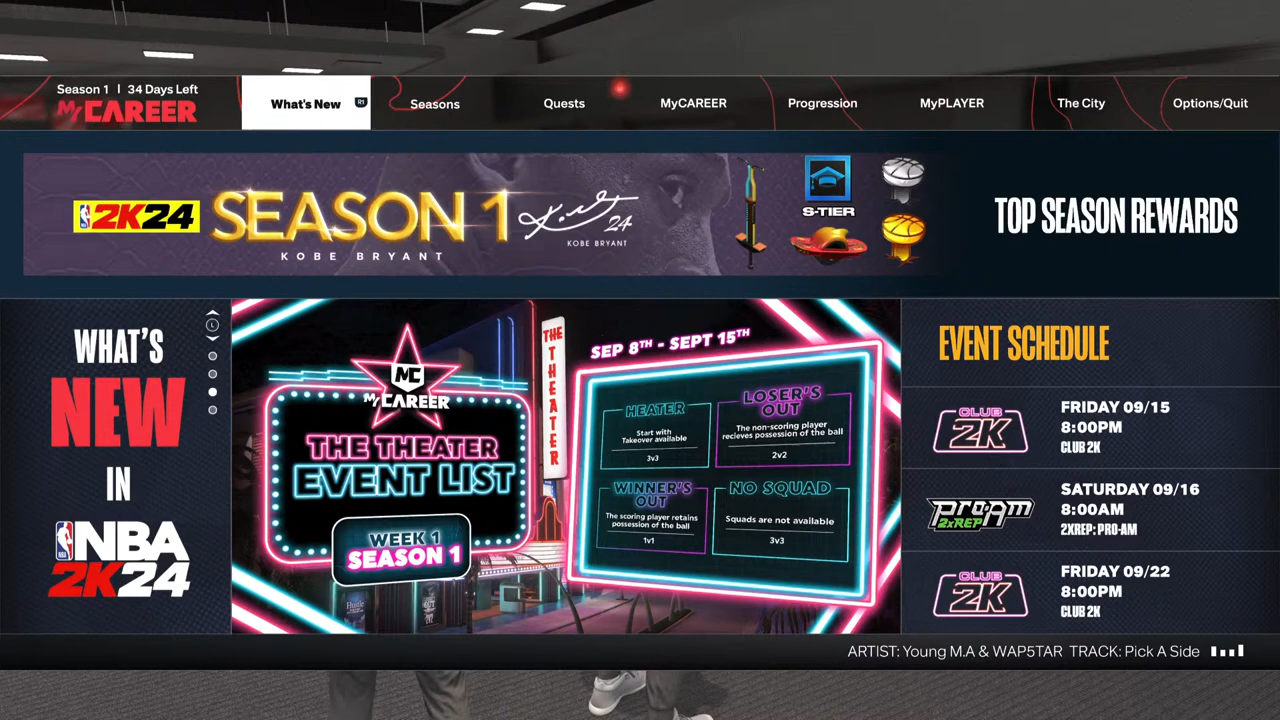 Season 1 | 34 Days Left
MyCAREER
What's New
R1
Seasons
Quests
MyCAREER
Progression
MyPLAYER
The City
Options/Quit
NBA 2K24
SEASON 1
KOBE BRYANT
24
KOBE BRYANT
S-TIER
TOP SEASON REWARDS
WHAT'S
NEW
IN
NBA
2K24
L
MC
MyCAREER
THE THEATER
EVENT LIST
WEEK 1
SEASON 1
THE THEATER
SEP 8TH - SEPT 15TH
HEATER
Start with
Takeover available
3v3
LOSER'S
OUT
The non-scoring player
recieves possession of the ball
2v2
WINNER'S
OUT
The scoring player retains
possession of the ball
1v1
NO SQUAD
Squads are not available
3v3
EVENT SCHEDULE
CLUB
2K
FRIDAY 09/15
8:00PM
CLUB 2K
PRO-AM
2XREP
SATURDAY 09/16
8:00AM
2XREP: PRO-AM
CLUB
2K
FRIDAY 09/22
8:00PM
CLUB 2K
ARTIST: Young M.A & WAP5TAR TRACK: Pick A Side